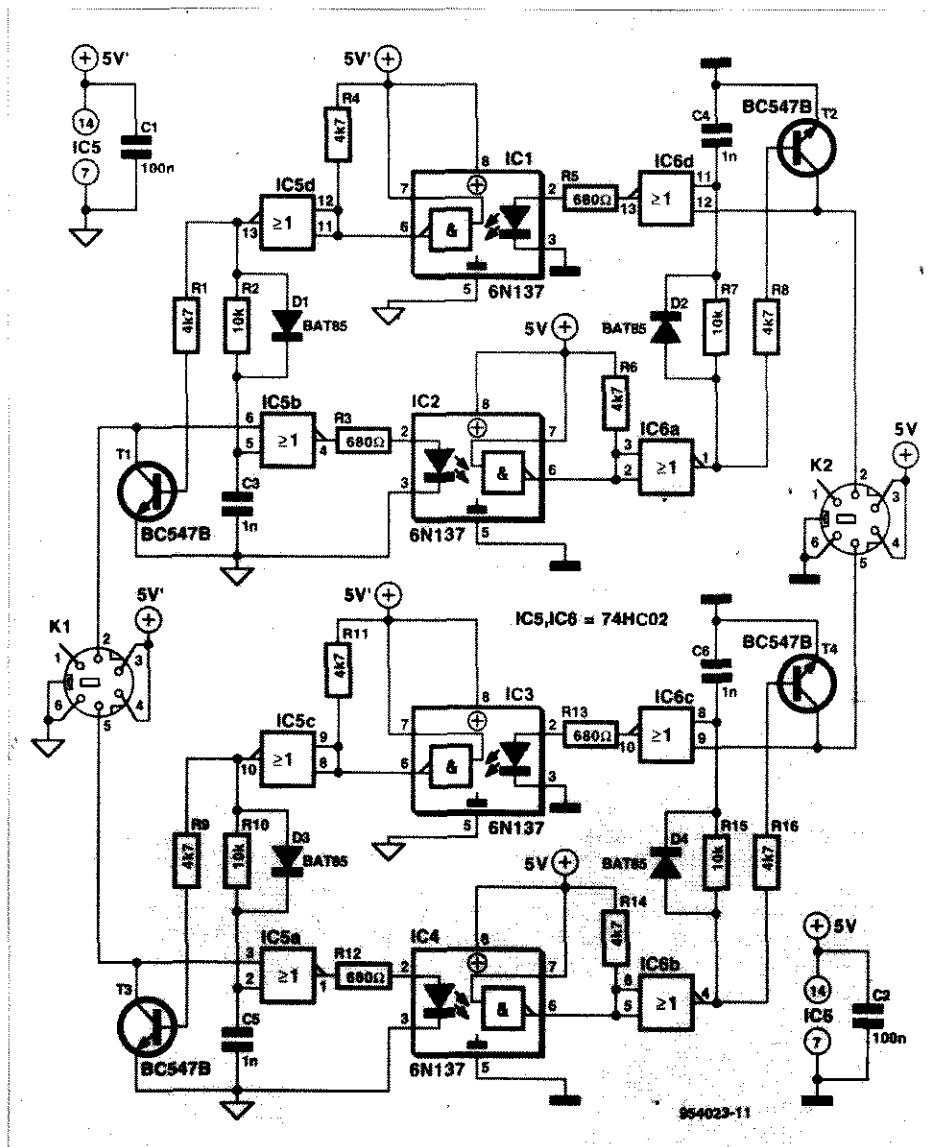 5V'
14
IC5
7
C1
100n
5V'
R4
4k7
8
IC1
7
6
&
2
3
5
6N137
R5
680Ω
IC6d
13
≥1
11
12
C4
1n
BC547B
T2
IC5d
13
≥1
12
11
R1
4k7
R2
10k
D1
BAT85
D2
BAT85
R7
10k
R8
4k7
5V
R6
4k7
IC5b
6
5
≥1
4
R3
680Ω
IC2
8
2
3
7
&
6
5
6N137
IC6a
3
2
≥1
1
T1
BC547B
C3
1n
K2
5V
1
2
3
4
5
6
K1
5V'
1
2
3
4
5
6
5V'
R11
4k7
IC5,IC6 = 74HC02
8
IC3
7
6
&
2
3
5
6N137
R13
680Ω
IC6c
10
≥1
8
9
C6
1n
BC547B
T4
IC5c
10
≥1
9
8
R9
4k7
R10
10k
D3
BAT85
D4
BAT85
R15
10k
R16
4k7
5V
R14
4k7
IC5a
3
2
≥1
1
R12
680Ω
IC4
8
2
3
7
&
6
5
6N137
IC6b
6
5
≥1
4
T3
BC547B
C5
1n
5V
14
IC6
7
C2
100n
954023-11